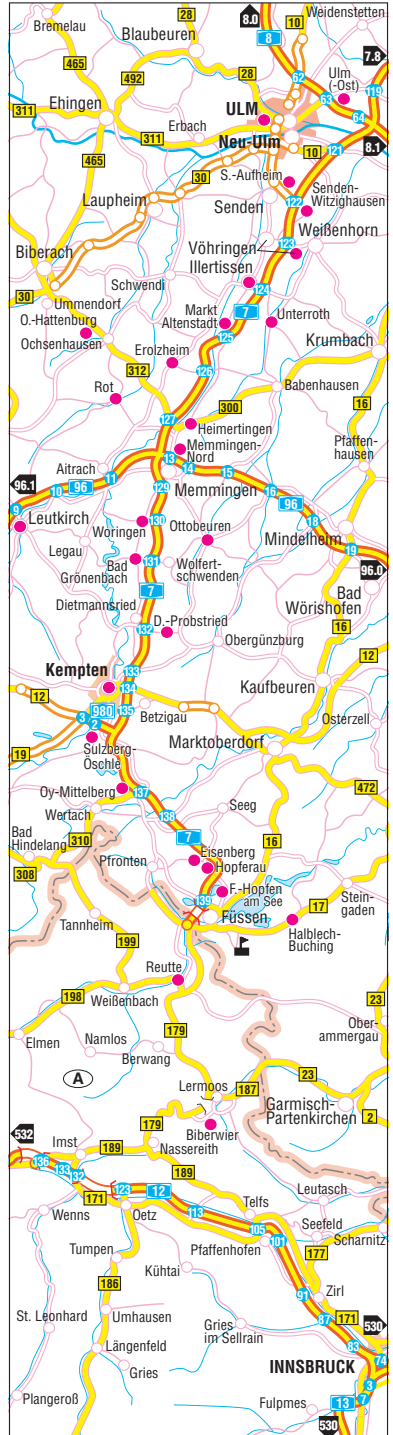 28
8.0
10
Weidenstetten
Bremelau
Blaubeuren
8
7.8
465
492
28
62
Ulm
(-Ost)
119
63
311
Ehingen
ULM
64
311
Erbach
Neu-Ulm
10
121
8.1
465
30
S.-Aufheim
Senden-
Witzighausen
Laupheim
Senden
122
Biberach
Vöhringen
123
Weißenhorn
Illertissen
Schwendi
124
30
Ummendorf
O.-Hattenburg
Ochsenhausen
Markt
Altenstadt
7
125
Unterroth
Krumbach
Erolzheim
312
126
Babenhausen
Rot
16
127
300
Heimertingen
Memmingen-
Nord
Pfaffen-
hausen
Aitrach
13
14
15
96.1
10
96
11
129
Memmingen
16
96
9
Leutkirch
18
130
Woringen
Ottobeuren
Mindelheim
19
Legau
Bad
Grönenbach
131
Wolfert-
schwenden
96.0
7
Bad
Wörishofen
Dietmannsried
D.-Probstried
132
16
Obergünzburg
12
133
Kempten
134
Kaufbeuren
12
980
135
Betzigau
3
2
Osterzell
19
Sulzberg-
Öschle
Marktoberdorf
472
Oy-Mittelberg
137
Wertach
138
Seeg
310
7
16
Bad
Hindelang
Eisenberg
Hopferau
308
Pfronten
F.-Hopfen
am See
Stein-
gaden
139
17
Füssen
Tannheim
Halblech-
Buching
199
Reutte
198
Weißenbach
23
179
Ober-
ammergau
Elmen
Namlos
Berwang
A
Lermoos
187
23
179
Garmisch-
Partenkirchen
2
Biberwier
532
Imst
189
Nassereith
136
133
132
189
123
12
Leutasch
171
Telfs
Wenns
Oetz
113
105
Seefeld
Scharnitz
Tumpen
Pfaffenhofen
101
177
Kühtai
186
91
Zirl
St. Leonhard
Umhausen
171
87
530
Gries
im Sellrain
83
Längenfeld
74
Gries
INNSBRUCK
3
Plangeroß
Fulpmes
13
7
530